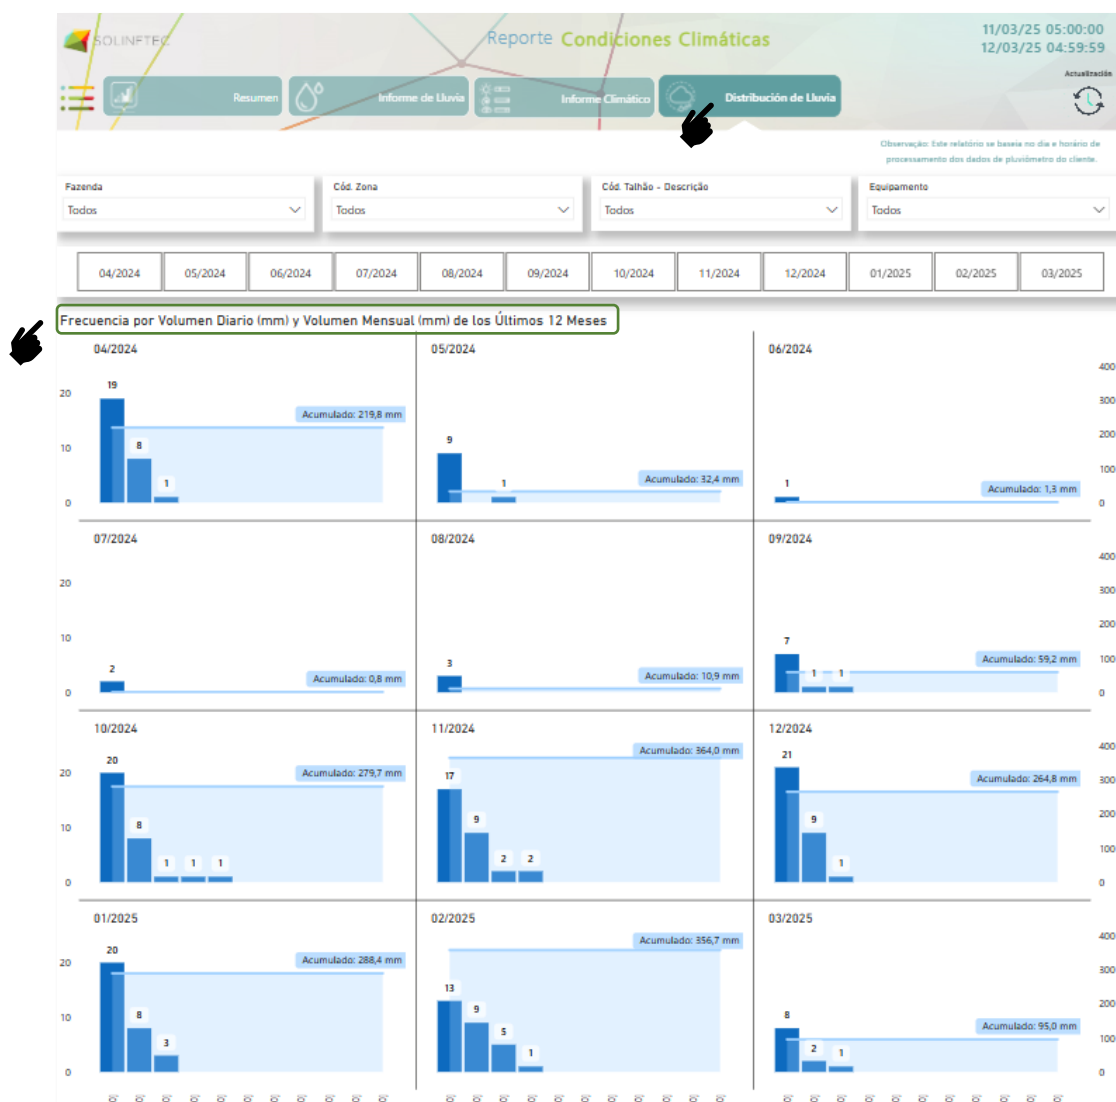 SOLINFTEC
Reporte Condiciones Climáticas
11/03/25 05:00:00
12/03/25 04:59:59
Actualización
Resumen
Informe de Lluvia
Informe Climático
Distribución de Lluvia
Observação: Este relatório se baseia no dia e horário de
processamento dos dados de pluviômetro do cliente.
Fazenda
Todos
Cód. Zona
Todos
Cód. Talhão - Descrição
Todos
Equipamento
Todos
04/2024 05/2024 06/2024 07/2024 08/2024 09/2024 10/2024 11/2024 12/2024 01/2025 02/2025 03/2025
Frecuencia por Volumen Diario (mm) y Volumen Mensual (mm) de los Últimos 12 Meses
04/2024
20
10
0
19
8
1
Acumulado: 219,8 mm
05/2024
9
1
Acumulado: 32,4 mm
06/2024
1
Acumulado: 1,3 mm
400
300
200
100
0
07/2024
20
10
0
2
Acumulado: 0,8 mm
08/2024
3
Acumulado: 10,9 mm
09/2024
7
1
1
Acumulado: 59,2 mm
400
300
200
100
0
10/2024
20
10
0
20
8
1
1
1
Acumulado: 279,7 mm
11/2024
17
9
2
2
Acumulado: 364,0 mm
12/2024
21
9
1
Acumulado: 264,8 mm
400
300
200
100
0
01/2025
20
10
0
20
8
3
Acumulado: 288,4 mm
02/2025
13
9
5
1
Acumulado: 356,7 mm
03/2025
8
2
1
Acumulado: 95,0 mm
400
300
200
100
0